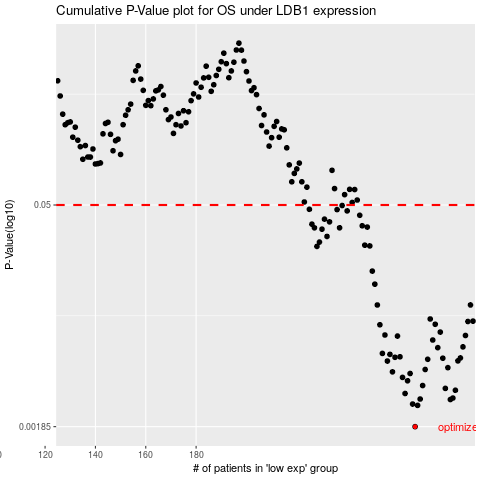 Cumulative P-Value plot for OS under LDB1 expression
P-Value(log10)
0.05
0.00185
optimize
0
120
140
160
180
# of patients in 'low exp' group